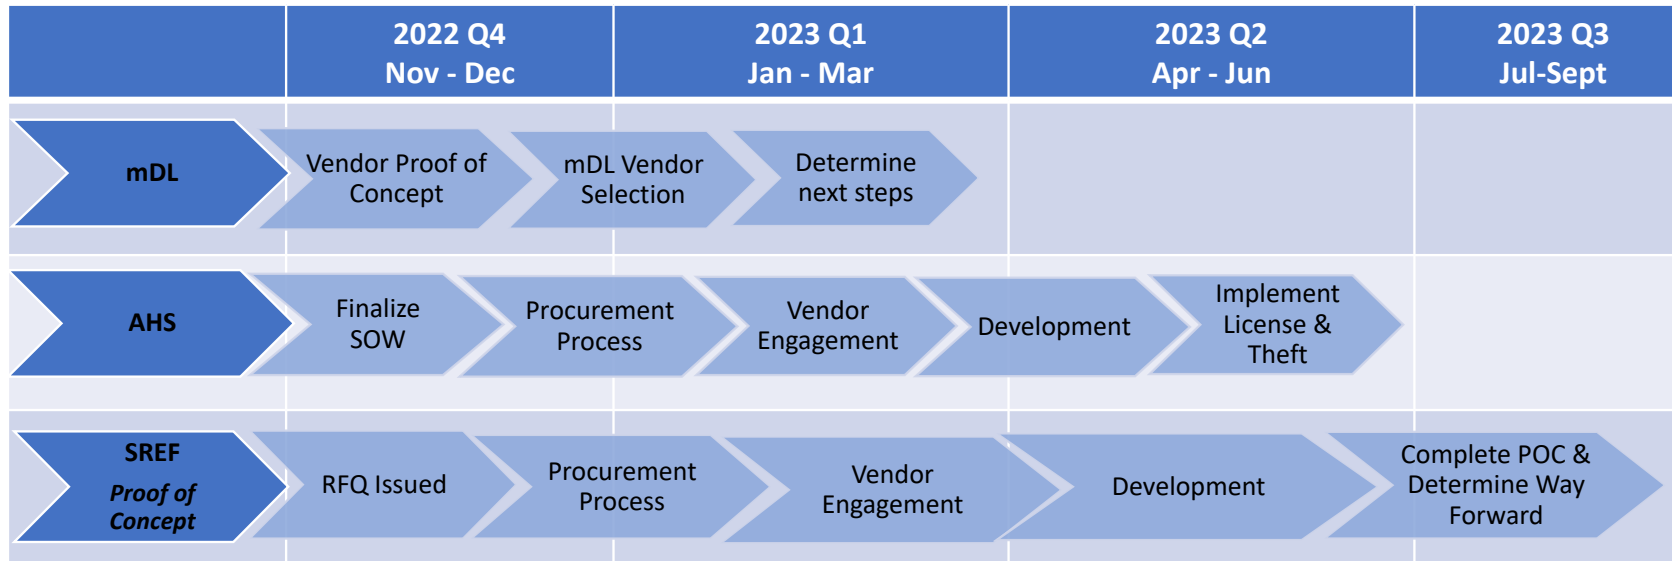 2022 Q4
Nov - Dec
2023 Q1
Jan - Mar
2023 Q2
Apr - Jun
2023 Q3
Jul-Sept
mDL
Vendor Proof of
Concept
mDL Vendor
Selection
Determine
next steps
AHS
Finalize
SOW
Procurement
Process
Vendor
Engagement
Development
Implement
License &
Theft
SREF
Proof of
Concept
RFQ Issued
Procurement
Process
Vendor
Engagement
Development
Complete POC &
Determine Way
Forward